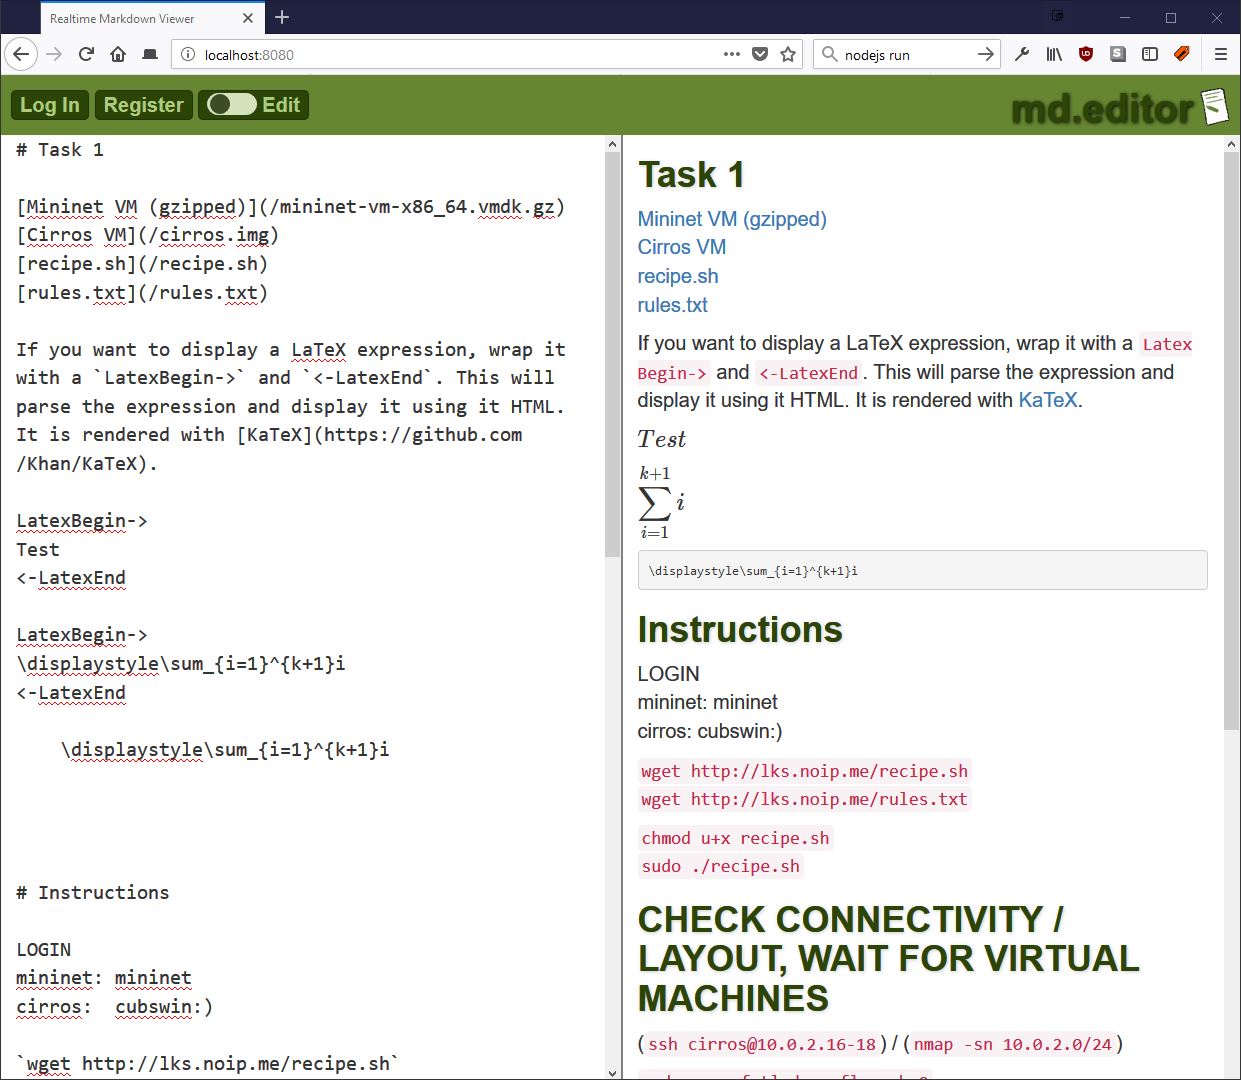 Realtime Markdown Viewer
localhost:8080
nodejs run
Log In
Register
Edit
md.editor
# Task 1
[Mininet VM (gzipped)](/mininet-vm-x86_64.vmdk.gz)
[Cirros VM](/cirros.img)
[recipe.sh](/recipe.sh)
[rules.txt](/rules.txt)
If you want to display a LaTeX expression, wrap it
with a `LatexBegin->` and `<-LatexEnd`. This will
parse the expression and display it using it HTML.
It is rendered with [KaTeX](https://github.com
/Khan/KaTeX).
LatexBegin->
Test
<-LatexEnd
LatexBegin->
\displaystyle\sum_{i=1}^{k+1}i
<-LatexEnd
\displaystyle\sum_{i=1}^{k+1}i
# Instructions
LOGIN
mininet: mininet
cirros:  cubswin:)
`wget http://lks.noip.me/recipe.sh`
Task 1
Mininet VM (gzipped)
Cirros VM
recipe.sh
rules.txt
If you want to display a LaTeX expression, wrap it with a Latex
Begin-> and <-LatexEnd. This will parse the expression and
display it using it HTML. It is rendered with KaTeX.
Test
k+1
∑ i
i=1
\displaystyle\sum_{i=1}^{k+1}i
Instructions
LOGIN
mininet: mininet
cirros: cubswin:)
wget http://lks.noip.me/recipe.sh
wget http://lks.noip.me/rules.txt
chmod u+x recipe.sh
sudo ./recipe.sh
CHECK CONNECTIVITY /
LAYOUT, WAIT FOR VIRTUAL
MACHINES
(ssh cirros@10.0.2.16-18) / (nmap -sn 10.0.2.0/24)